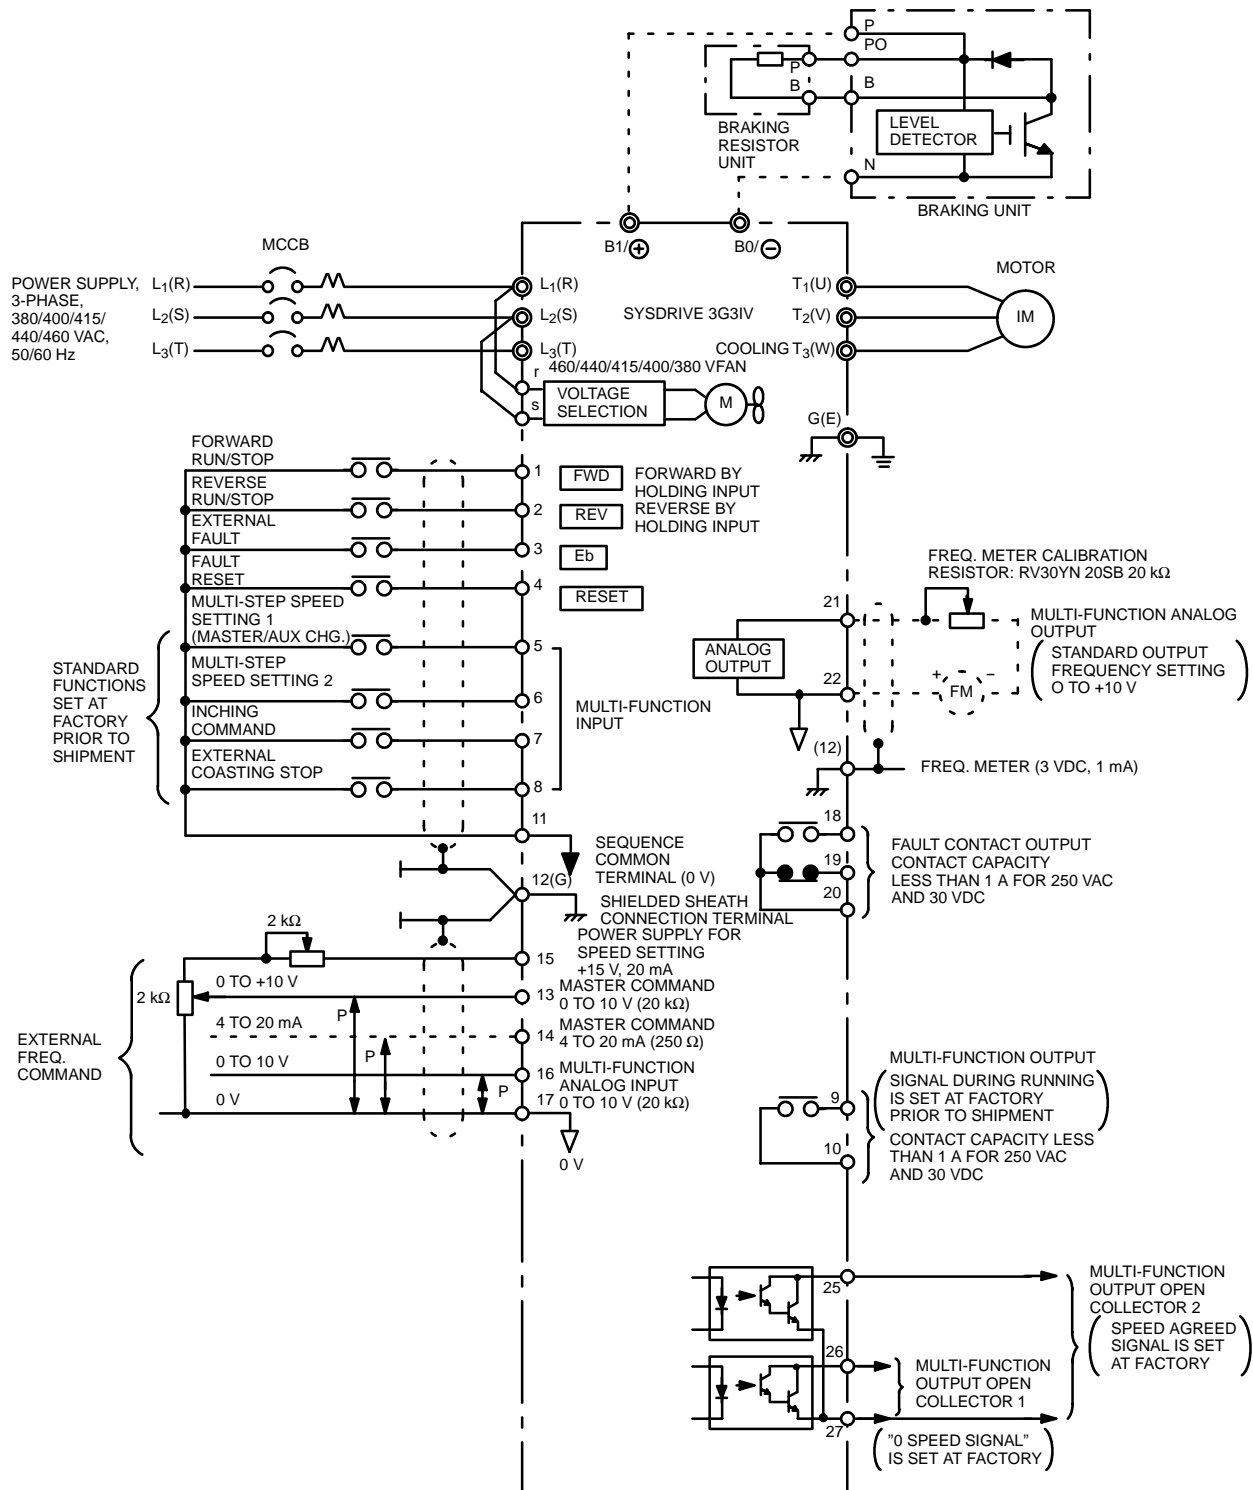 P
PO
P
B
B
BRAKING
RESISTOR
UNIT
LEVEL
DETECTOR
N
BRAKING UNIT
MCCB
B1/+
B0/−
MOTOR
POWER SUPPLY,
3-PHASE,
380/400/415/
440/460 VAC,
50/60 Hz
L1(R)
L2(S)
L3(T)
L1(R)
L2(S)
L3(T)
SYSDRIVE 3G3IV
T1(U)
T2(V)
COOLING T3(W)
IM
r 460/440/415/400/380 VFAN
s
VOLTAGE
SELECTION
M
G(E)
FORWARD
RUN/STOP
REVERSE
RUN/STOP
EXTERNAL
FAULT
FAULT
RESET
MULTI-STEP SPEED
SETTING 1
(MASTER/AUX CHG.)
MULTI-STEP
SPEED SETTING 2
INCHING
COMMAND
EXTERNAL
COASTING STOP
STANDARD
FUNCTIONS
SET AT
FACTORY
PRIOR TO
SHIPMENT
1 FWD
FORWARD BY
HOLDING INPUT
2 REV
REVERSE BY
HOLDING INPUT
3 Eb
4 RESET
5
6
7
8
MULTI-FUNCTION
INPUT
11
SEQUENCE
COMMON
TERMINAL (0 V)
12(G)
SHIELDED SHEATH
CONNECTION TERMINAL
FREQ. METER CALIBRATION
RESISTOR: RV30YN 20SB 20 kΩ
21
ANALOG
OUTPUT
22
+ FM −
MULTI-FUNCTION ANALOG
OUTPUT
STANDARD OUTPUT
FREQUENCY SETTING
O TO +10 V
(12)
FREQ. METER (3 VDC, 1 mA)
18
19
20
FAULT CONTACT OUTPUT
CONTACT CAPACITY
LESS THAN 1 A FOR 250 VAC
AND 30 VDC
2 kΩ
15
POWER SUPPLY FOR
SPEED SETTING
+15 V, 20 mA
2 kΩ
0 TO +10 V
P
13
MASTER COMMAND
0 TO 10 V (20 kΩ)
4 TO 20 mA
P
14
MASTER COMMAND
4 TO 20 mA (250 Ω)
0 TO 10 V
P
16
MULTI-FUNCTION
ANALOG INPUT
0 TO 10 V (20 kΩ)
0 V
17
0 V
EXTERNAL
FREQ.
COMMAND
MULTI-FUNCTION OUTPUT
(SIGNAL DURING RUNNING
IS SET AT FACTORY
PRIOR TO SHIPMENT)
9
10
CONTACT CAPACITY LESS
THAN 1 A FOR 250 VAC
AND 30 VDC
25
MULTI-FUNCTION
OUTPUT OPEN
COLLECTOR 2
(SPEED AGREED
SIGNAL IS SET
AT FACTORY)
26
MULTI-FUNCTION
OUTPUT OPEN
COLLECTOR 1
27
("0 SPEED SIGNAL"
IS SET AT FACTORY)